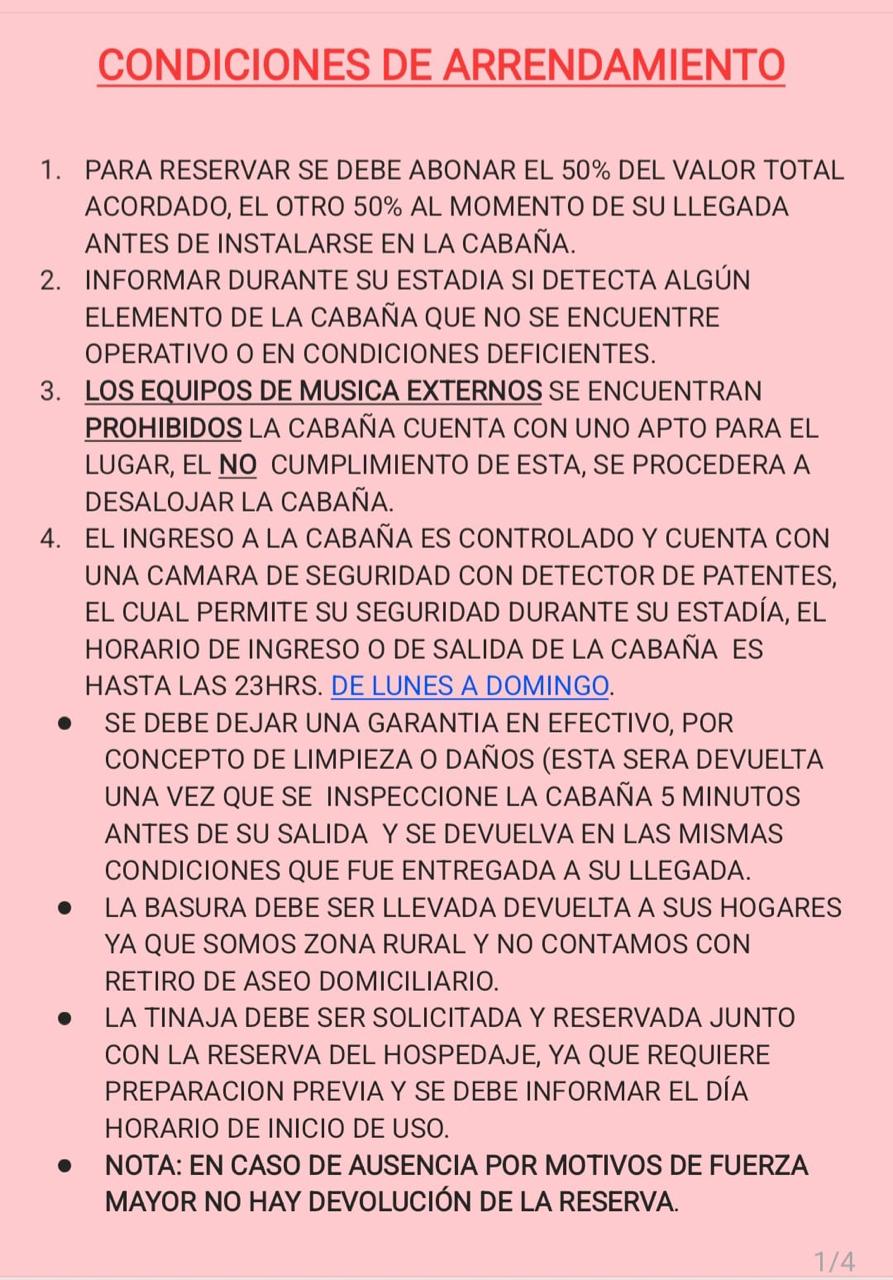 CONDICIONES DE ARRENDAMIENTO
1. PARA RESERVAR SE DEBE ABONAR EL 50% DEL VALOR TOTAL
ACORDADO, EL OTRO 50% AL MOMENTO DE SU LLEGADA
ANTES DE INSTALARSE EN LA CABAÑA.
2. INFORMAR DURANTE SU ESTADIA SI DETECTA ALGÚN
ELEMENTO DE LA CABAÑA QUE NO SE ENCUENTRE
OPERATIVO O EN CONDICIONES DEFICIENTES.
3. LOS EQUIPOS DE MUSICA EXTERNOS SE ENCUENTRAN
PROHIBIDOS LA CABAÑA CUENTA CON UNO APTO PARA EL
LUGAR, EL NO CUMPLIMIENTO DE ESTA, SE PROCEDERA A
DESALOJAR LA CABAÑA.
4. EL INGRESO A LA CABAÑA ES CONTROLADO Y CUENTA CON
UNA CAMARA DE SEGURIDAD CON DETECTOR DE PATENTES,
EL CUAL PERMITE SU SEGURIDAD DURANTE SU ESTADÍA, EL
HORARIO DE INGRESO O DE SALIDA DE LA CABAÑA ES
HASTA LAS 23HRS. DE LUNES A DOMINGO.
● SE DEBE DEJAR UNA GARANTIA EN EFECTIVO, POR
CONCEPTO DE LIMPIEZA O DAÑOS (ESTA SERA DEVUELTA
UNA VEZ QUE SE INSPECCIONE LA CABAÑA 5 MINUTOS
ANTES DE SU SALIDA Y SE DEVUELVA EN LAS MISMAS
CONDICIONES QUE FUE ENTREGADA A SU LLEGADA.
● LA BASURA DEBE SER LLEVADA DEVUELTA A SUS HOGARES
YA QUE SOMOS ZONA RURAL Y NO CONTAMOS CON
RETIRO DE ASEO DOMICILIARIO.
● LA TINAJA DEBE SER SOLICITADA Y RESERVADA JUNTO
CON LA RESERVA DEL HOSPEDAJE, YA QUE REQUIERE
PREPARACION PREVIA Y SE DEBE INFORMAR EL DÍA
HORARIO DE INICIO DE USO.
● NOTA: EN CASO DE AUSENCIA POR MOTIVOS DE FUERZA
MAYOR NO HAY DEVOLUCIÓN DE LA RESERVA.
1/4